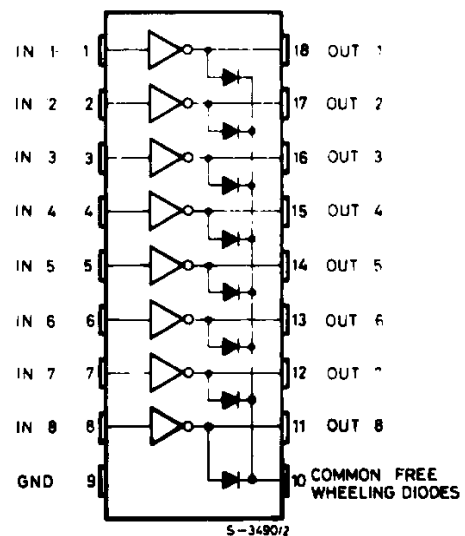 IN 1 1 18 OUT
IN 2 2 17 OUT 2
IN 3 3 16 OUT 3
IN 4 4 15 OUT 4
IN 5 5 14 OUT 5
IN 6 6 13 OUT 6
IN 7 7 12 OUT
IN 8 8 11 OUT 8
GND 9 10 COMMON FREE
WHEELING DIODES
S-3490/2